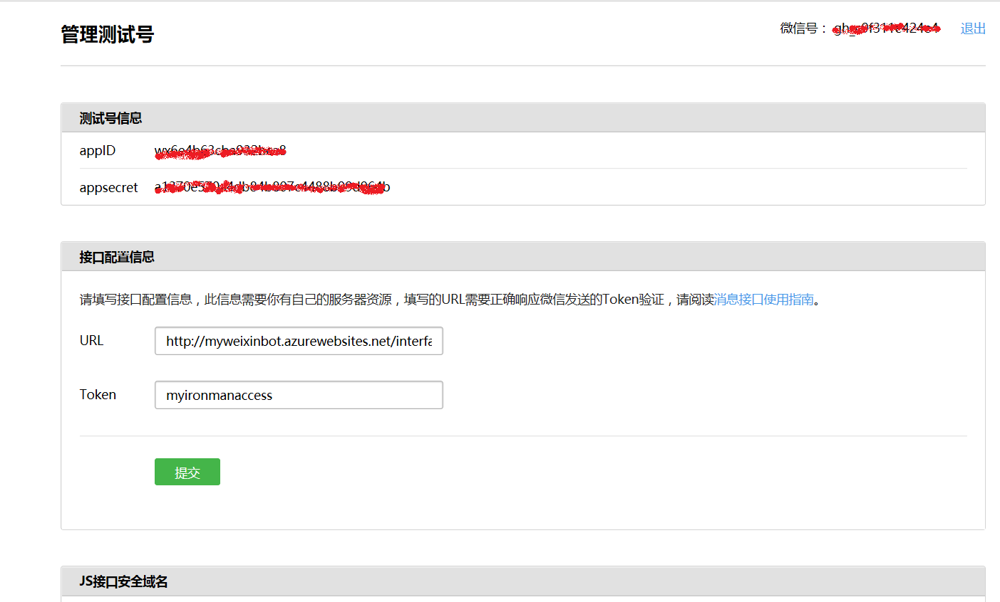 管理测试号
微信号：
退出
测试号信息
appID
appsecret
接口配置信息
请填写接口配置信息，此信息需要你有自己的服务器资源，填写的URL需要正确响应微信发送的Token验证，请阅读消息接口使用指南。
URL http://myweixinbot.azurewebsites.net/interfa
Token myironmanaccess
提交
JS接口安全域名